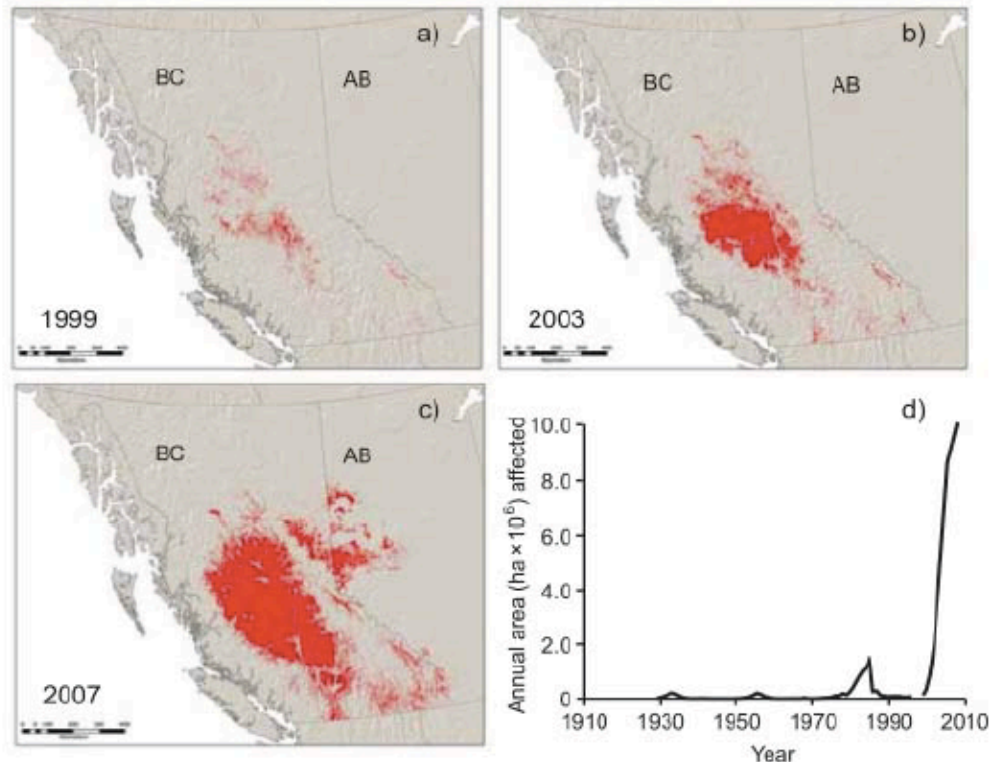 a)
BC
AB
1999
b)
BC
AB
2003
c)
BC
AB
2007
d)
Annual area (ha × 10⁶) affected
10.0
8.0
6.0
4.0
2.0
0
1910
1930
1950
1970
1990
2010
Year